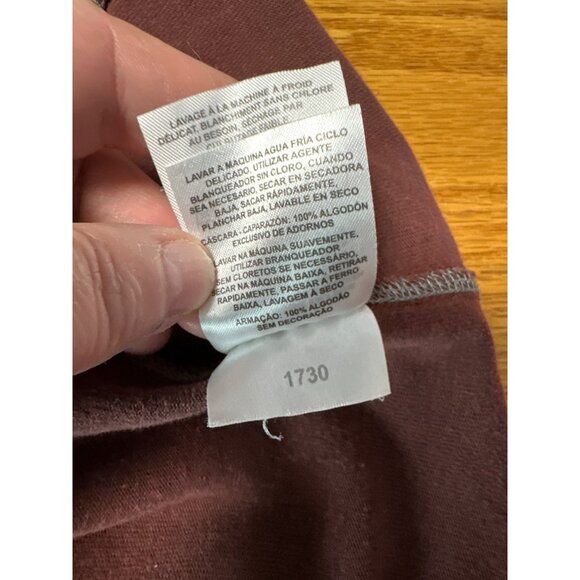 LAVAGE À LA MACHINE À FROID
DÉLICAT, BLANCHIMENT SANS CHLORE
AU BESOIN, SÉCHAGE PAR
CULBUTAGE FAIBLE
LAVAR A MAQUINA AGUA FRÍA CICLO
DELICADO. UTILIZAR AGENTE
BLANQUEADOR SIN CLORO, CUANDO
SEA NECESARIO, SECAR EN SECADORA
BAJA, SACAR RÁPIDAMENTE,
PLANCHAR BAJA, LAVABLE EN SECO
CÁSCARA - CAPARAZÓN: 100% ALGODÓN
EXCLUSIVO DE ADORNOS
LAVAR NA MÁQUINA SUAVEMENTE,
UTILIZAR BRANQUEADOR
SEM CLORETOS SE NECESSÁRIO,
SECAR NA MÁQUINA BAIXA, RETIRAR
RAPIDAMENTE, PASSAR A FERRO
BAIXA, LAVAGEM À SECO
ARMAÇÃO: 100% ALGODÃO
SEM DECORAÇÃO
1730